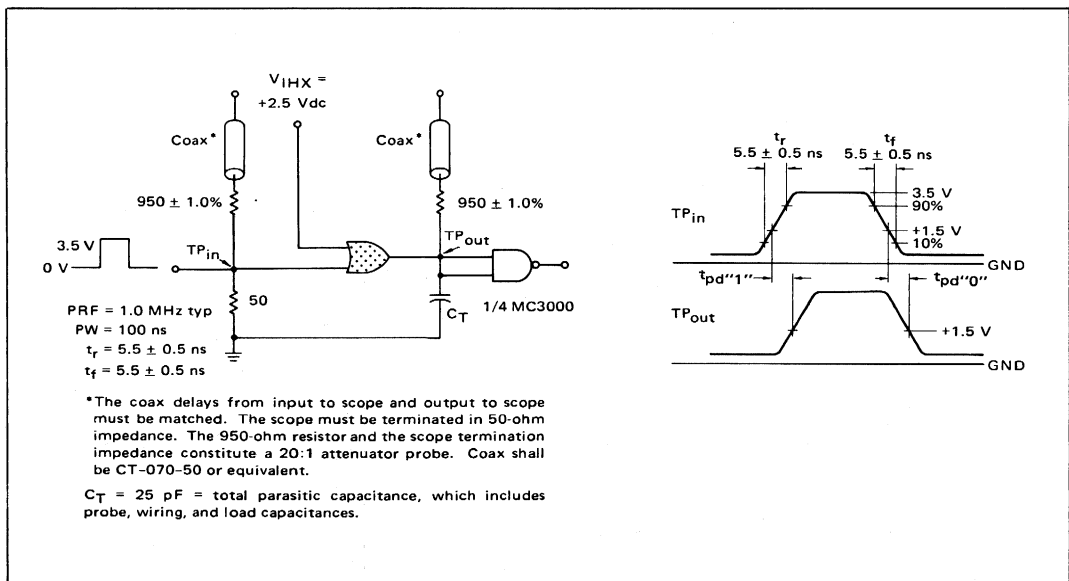 V_IHX =
+2.5 Vdc
Coax*
Coax*
950 ± 1.0%
950 ± 1.0%
3.5 V
0 V
TP_in
TP_out
50
C_T
1/4 MC3000
PRF = 1.0 MHz typ
PW = 100 ns
t_r = 5.5 ± 0.5 ns
t_f = 5.5 ± 0.5 ns
*The coax delays from input to scope and output to scope
must be matched. The scope must be terminated in 50-ohm
impedance. The 950-ohm resistor and the scope termination
impedance constitute a 20:1 attenuator probe. Coax shall
be CT-070-50 or equivalent.
C_T = 25 pF = total parasitic capacitance, which includes
probe, wiring, and load capacitances.
t_r
5.5 ± 0.5 ns
t_f
5.5 ± 0.5 ns
TP_in
3.5 V
90%
+1.5 V
10%
GND
t_pd"1"
t_pd"0"
TP_out
+1.5 V
GND